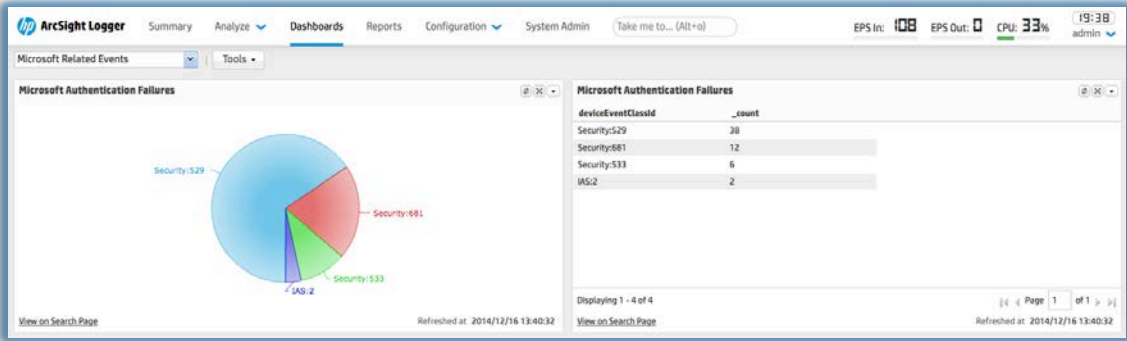 hp ArcSight Logger Summary Analyze Dashboards Reports Configuration System Admin Take me to... (Alt+o) EPS In: 108 EPS Out: 0 CPU: 33% 19:38
admin
Microsoft Related Events Tools
Microsoft Authentication Failures
Security:529
Security:681
Security:533
IAS:2
View on Search Page Refreshed at 2014/12/16 13:40:32
Microsoft Authentication Failures
deviceEventClassId _count
Security:529 38
Security:681 12
Security:533 6
IAS:2 2
Displaying 1 - 4 of 4 Page 1 of 1
View on Search Page Refreshed at 2014/12/16 13:40:32